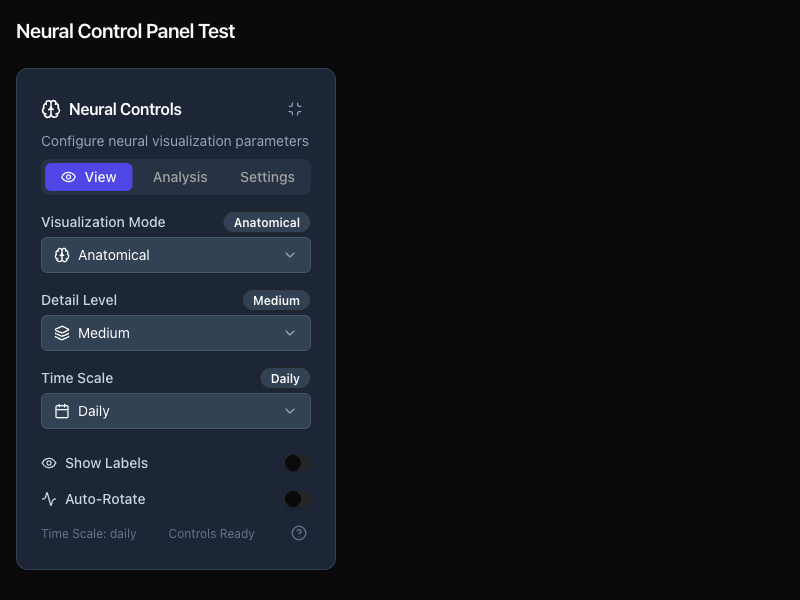 Neural Control Panel Test
Neural Controls
Configure neural visualization parameters
View Analysis Settings
Visualization Mode Anatomical
Anatomical
Detail Level Medium
Medium
Time Scale Daily
Daily
Show Labels
Auto-Rotate
Time Scale: daily Controls Ready